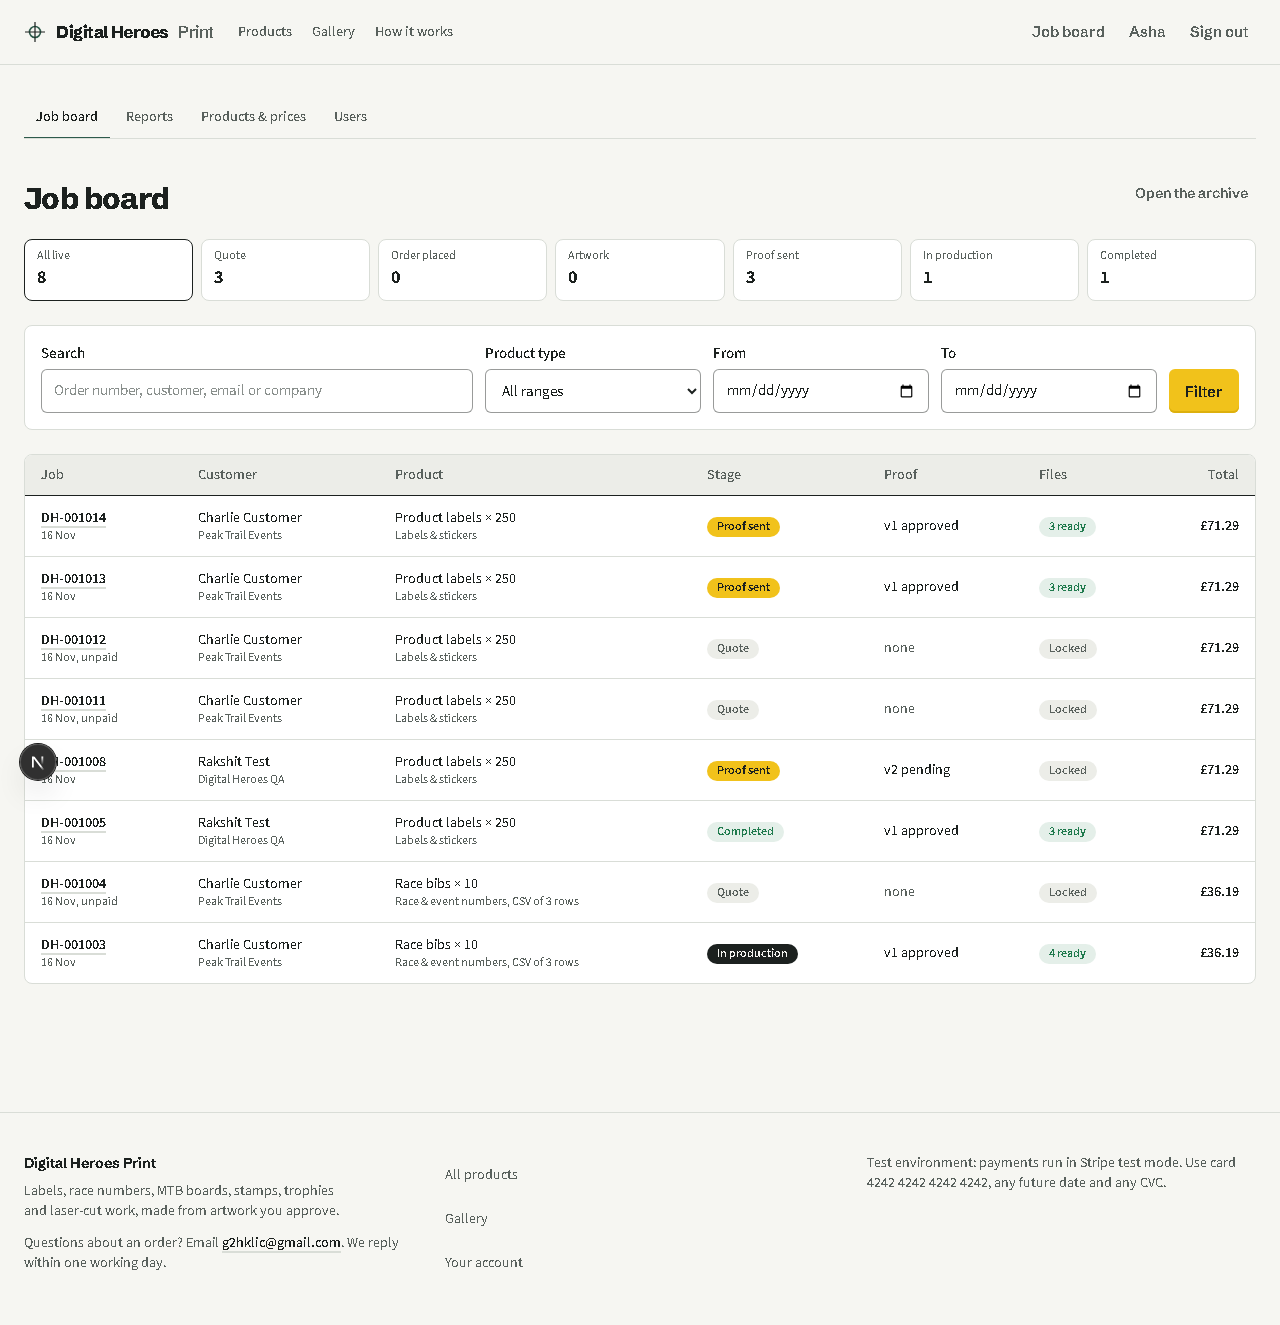 Digital Heroes Print Products Gallery How it works Job board Asha Sign out
Job board Reports Products & prices Users
Job board Open the archive
All live Quote Order placed Artwork Proof sent In production Completed
8 3 0 0 3 1 1
Search Product type From To
Order number, customer, email or company All ranges mm/dd/yyyy mm/dd/yyyy Filter
Job Customer Product Stage Proof Files Total
DH-001014 Charlie Customer Product labels × 250 Proof sent v1 approved 3 ready £71.29
16 Nov Peak Trail Events Labels & stickers
DH-001013 Charlie Customer Product labels × 250 Proof sent v1 approved 3 ready £71.29
16 Nov Peak Trail Events Labels & stickers
DH-001012 Charlie Customer Product labels × 250 Quote none Locked £71.29
16 Nov, unpaid Peak Trail Events Labels & stickers
DH-001011 Charlie Customer Product labels × 250 Quote none Locked £71.29
16 Nov, unpaid Peak Trail Events Labels & stickers
N -001008 Rakshit Test Product labels × 250 Proof sent v2 pending Locked £71.29
16 Nov Digital Heroes QA Labels & stickers
DH-001005 Rakshit Test Product labels × 250 Completed v1 approved 3 ready £71.29
16 Nov Digital Heroes QA Labels & stickers
DH-001004 Charlie Customer Race bibs × 10 Quote none Locked £36.19
16 Nov, unpaid Peak Trail Events Race & event numbers, CSV of 3 rows
DH-001003 Charlie Customer Race bibs × 10 In production v1 approved 4 ready £36.19
16 Nov Peak Trail Events Race & event numbers, CSV of 3 rows
Digital Heroes Print
Labels, race numbers, MTB boards, stamps, trophies
and laser-cut work, made from artwork you approve.
Questions about an order? Email g2hklic@gmail.com. We reply
within one working day.
All products
Gallery
Your account
Test environment: payments run in Stripe test mode. Use card
4242 4242 4242 4242, any future date and any CVC.